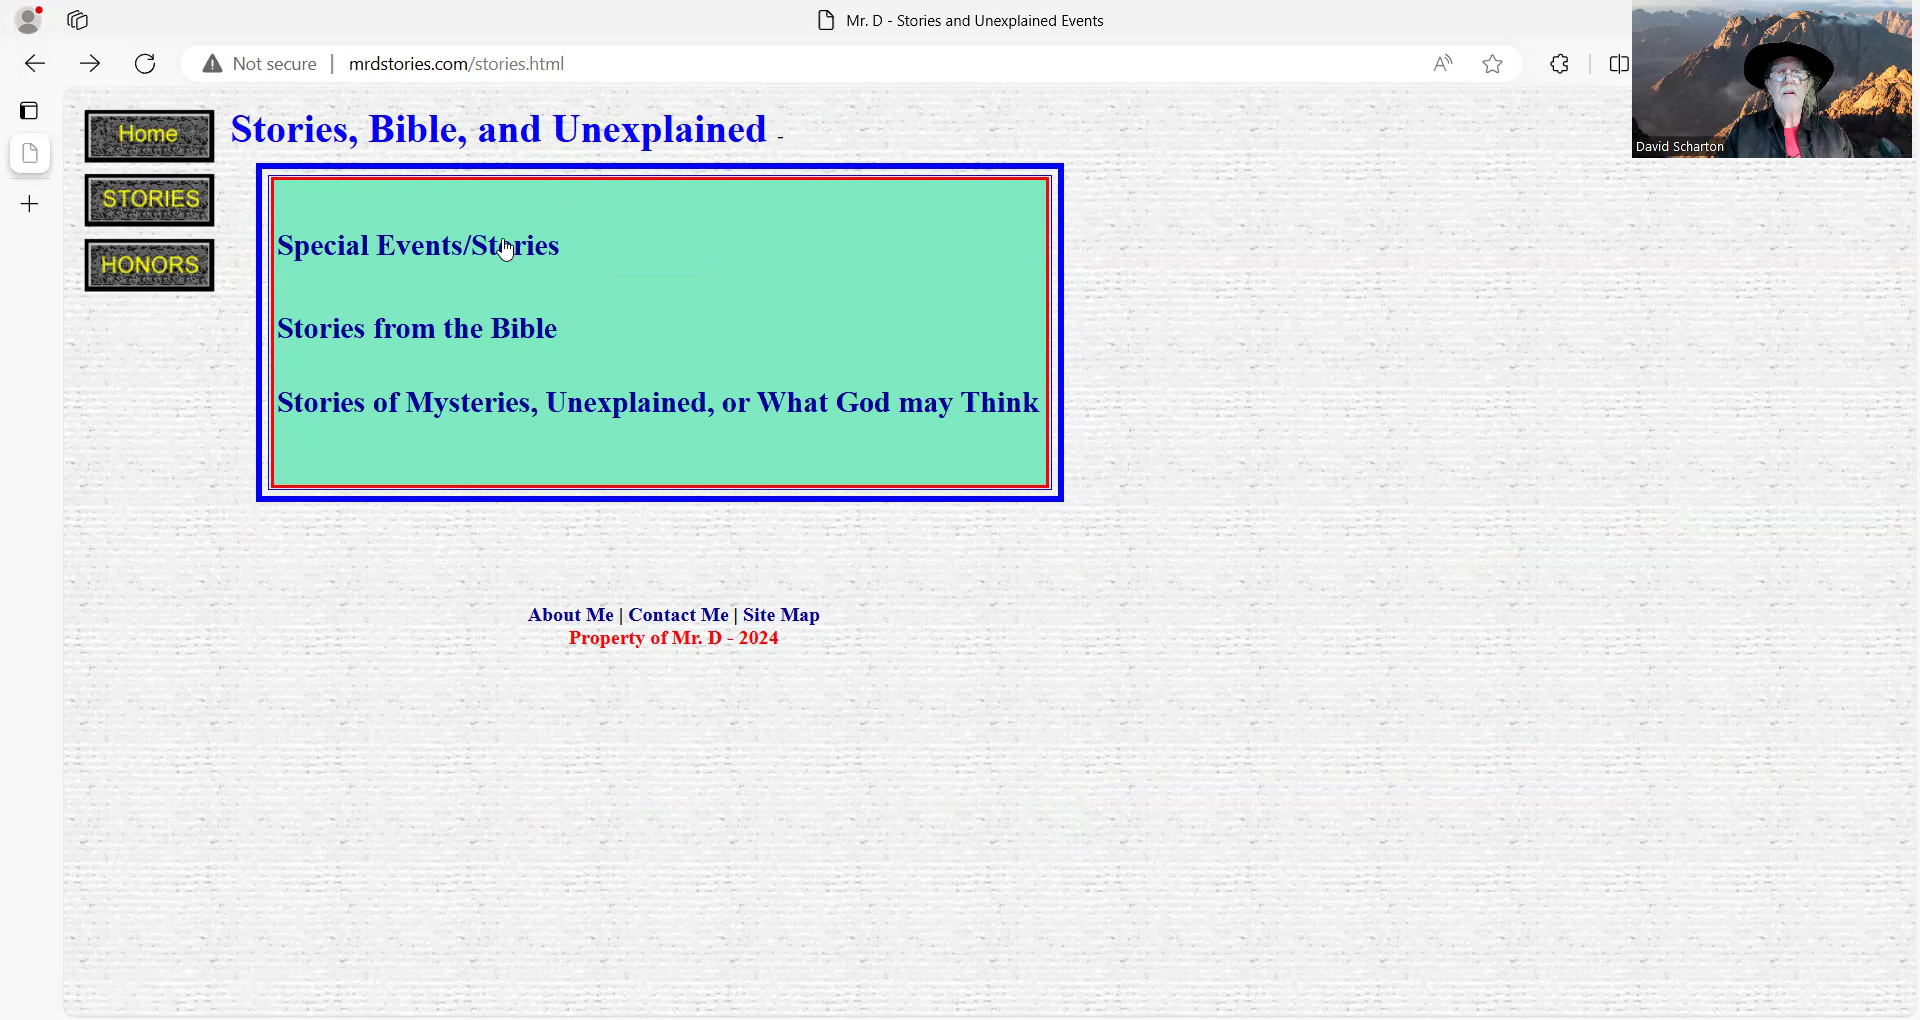 Mr. D - Stories and Unexplained Events
Not secure | mrdstories.com/stories.html
David Scharton
Home
STORIES
HONORS
Stories, Bible, and Unexplained -
Special Events/Stories
Stories from the Bible
Stories of Mysteries, Unexplained, or What God may Think
About Me | Contact Me | Site Map
Property of Mr. D - 2024